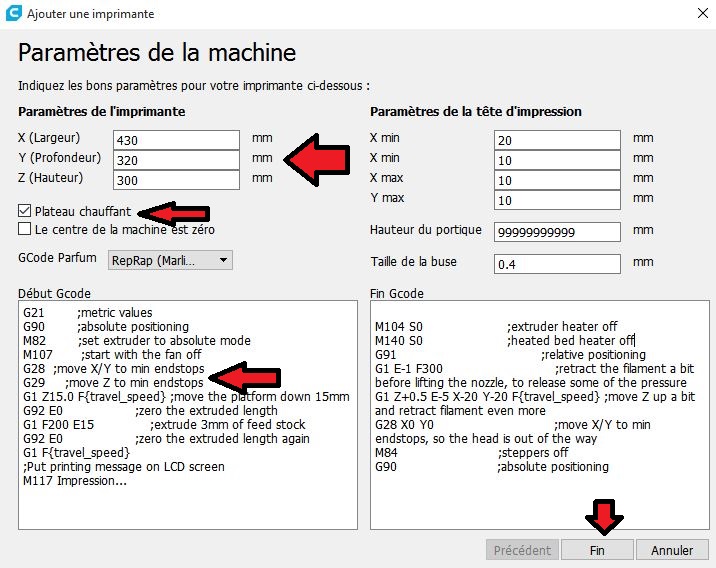 Ajouter une imprimante
Paramètres de la machine
Indiquez les bons paramètres pour votre imprimante ci-dessous :
Paramètres de l'imprimante
X (Largeur) 430 mm
Y (Profondeur) 320 mm
Z (Hauteur) 300 mm
Plateau chauffant
Le centre de la machine est zéro
GCode Parfum RepRap (Marli...
Paramètres de la tête d'impression
X min 20 mm
X min 10 mm
X max 10 mm
Y max 10 mm
Hauteur du portique 99999999999 mm
Taille de la buse 0.4 mm
Début Gcode
G21 ;metric values
G90 ;absolute positioning
M82 ;set extruder to absolute mode
M107 ;start with the fan off
G28 ;move X/Y to min endstops
G29 ;move Z to min endstops
G1 Z15.0 F{travel_speed} ;move the platform down 15mm
G92 E0 ;zero the extruded length
G1 F200 E15 ;extrude 3mm of feed stock
G92 E0 ;zero the extruded length again
G1 F{travel_speed}
;Put printing message on LCD screen
M117 Impression...
Fin Gcode
M104 S0 ;extruder heater off
M140 S0 ;heated bed heater off
G91 ;relative positioning
G1 E-1 F300 ;retract the filament a bit
before lifting the nozzle, to release some of the pressure
G1 Z+0.5 E-5 X-20 Y-20 F{travel_speed} ;move Z up a bit
and retract filament even more
G28 X0 Y0 ;move X/Y to min
endstops, so the head is out of the way
M84 ;steppers off
G90 ;absolute positioning
Précédent Fin Annuler